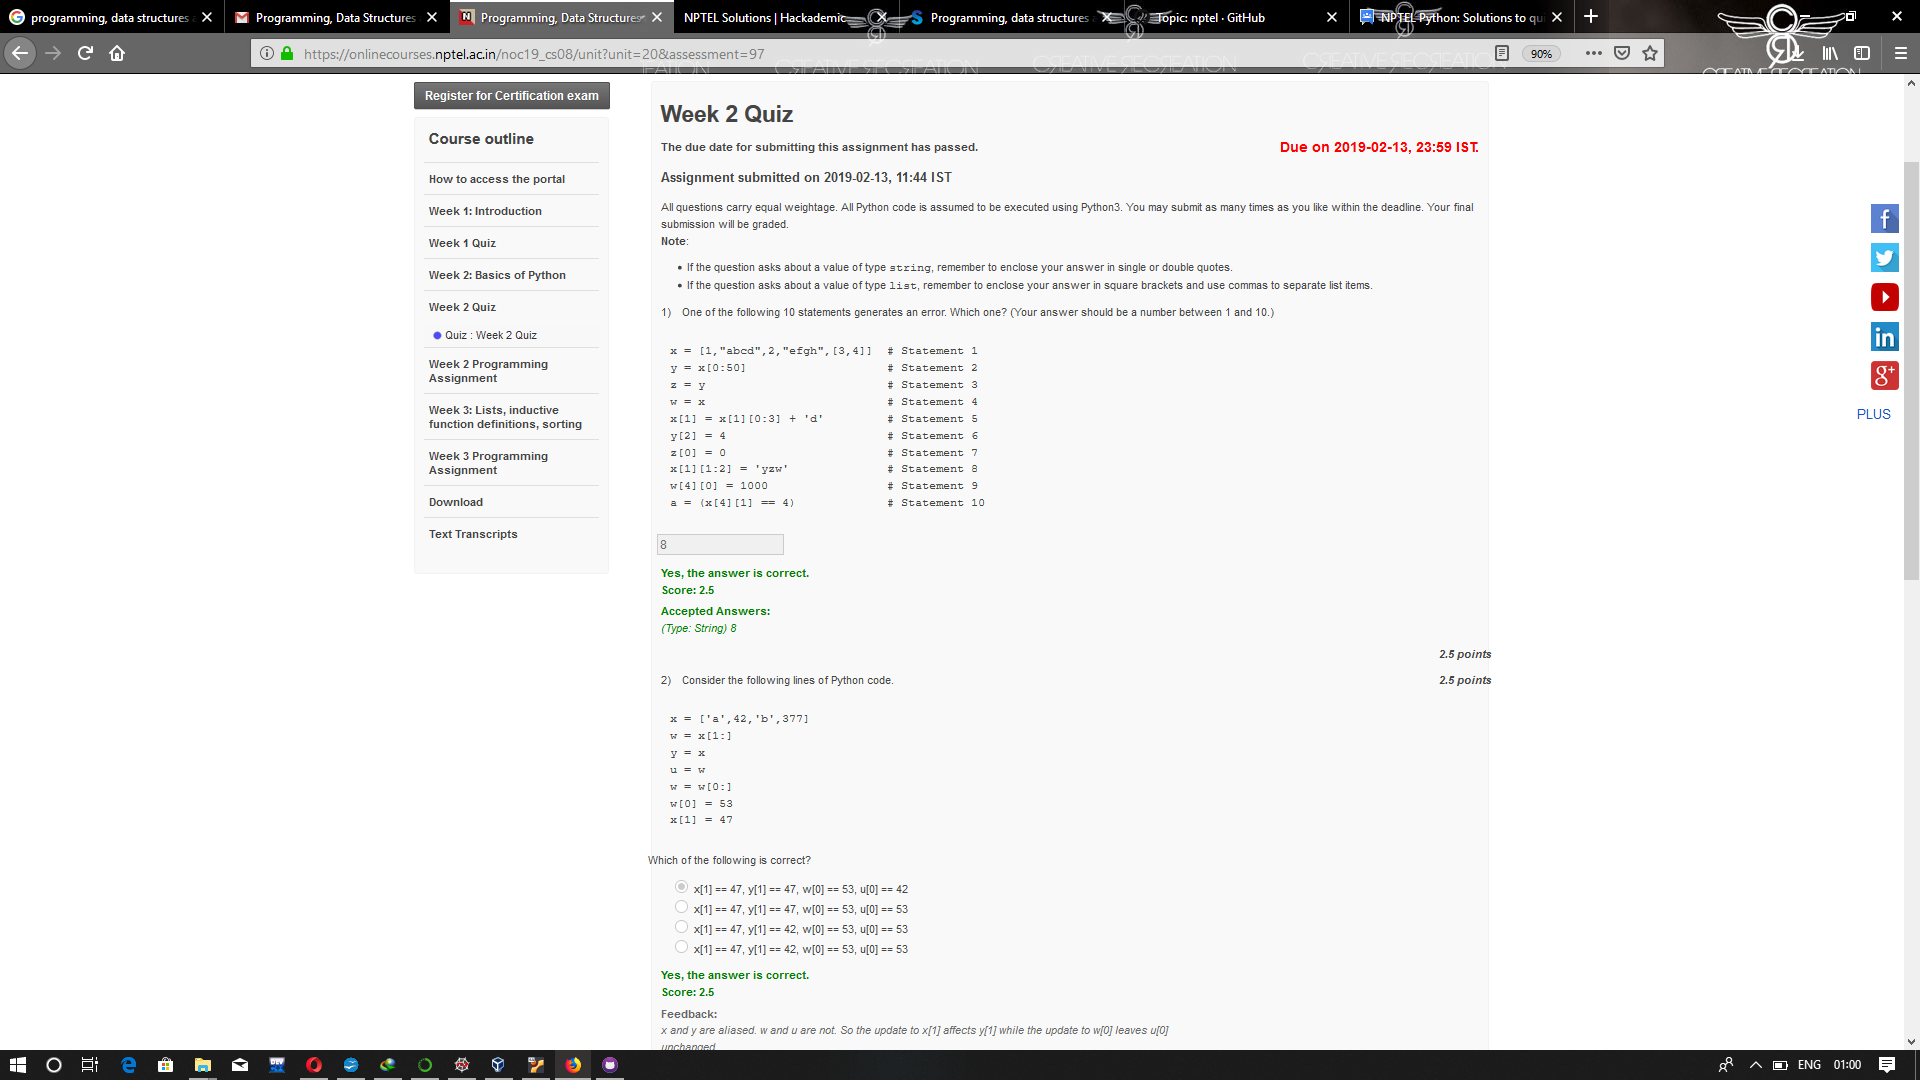 programming, data structures
Programming, Data Structures
Programming, Data Structures
NPTEL Solutions | Hackademic
Programming, data structures a
Topic: nptel · GitHub
NPTEL Python: Solutions to qu
https://onlinecourses.nptel.ac.in/noc19_cs08/unit?unit=20&assessment=97
90%
CREATIVE RECREATION
Register for Certification exam
Course outline
How to access the portal
Week 1: Introduction
Week 1 Quiz
Week 2: Basics of Python
Week 2 Quiz
Quiz : Week 2 Quiz
Week 2 Programming
Assignment
Week 3: Lists, inductive
function definitions, sorting
Week 3 Programming
Assignment
Download
Text Transcripts
Week 2 Quiz
The due date for submitting this assignment has passed.
Due on 2019-02-13, 23:59 IST.
Assignment submitted on 2019-02-13, 11:44 IST
All questions carry equal weightage. All Python code is assumed to be executed using Python3. You may submit as many times as you like within the deadline. Your final
submission will be graded.
Note:
• If the question asks about a value of type string, remember to enclose your answer in single or double quotes.
• If the question asks about a value of type list, remember to enclose your answer in square brackets and use commas to separate list items.
1) One of the following 10 statements generates an error. Which one? (Your answer should be a number between 1 and 10.)
x = [1,"abcd",2,"efgh",[3,4]] # Statement 1
y = x[0:50] # Statement 2
z = y # Statement 3
w = x # Statement 4
x[1] = x[1][0:3] + 'd' # Statement 5
y[2] = 4 # Statement 6
z[0] = 0 # Statement 7
x[1][1:2] = 'yzw' # Statement 8
w[4][0] = 1000 # Statement 9
a = (x[4][1] == 4) # Statement 10
8
Yes, the answer is correct.
Score: 2.5
Accepted Answers:
(Type: String) 8
2.5 points
2) Consider the following lines of Python code.
2.5 points
x = ['a',42,'b',377]
w = x[1:]
y = x
u = w
w = w[0:]
w[0] = 53
x[1] = 47
Which of the following is correct?
x[1] == 47, y[1] == 47, w[0] == 53, u[0] == 42
x[1] == 47, y[1] == 47, w[0] == 53, u[0] == 53
x[1] == 47, y[1] == 42, w[0] == 53, u[0] == 53
x[1] == 47, y[1] == 42, w[0] == 53, u[0] == 53
Yes, the answer is correct.
Score: 2.5
Feedback:
x and y are aliased. w and u are not. So the update to x[1] affects y[1] while the update to w[0] leaves u[0]
unchanged
f
in
g+
PLUS
ENG
01:00